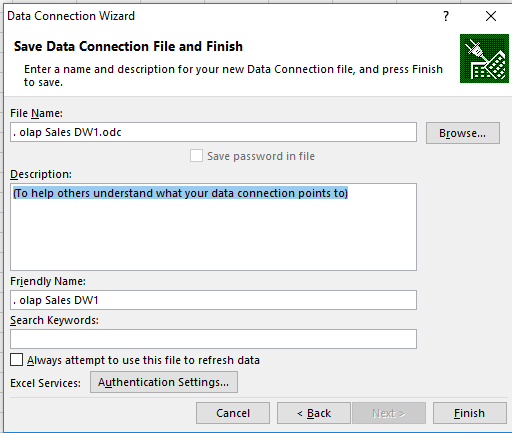 Data Connection Wizard
?
Save Data Connection File and Finish
Enter a name and description for your new Data Connection file, and press Finish
to save.
File Name:
. olap Sales DW1.odc
Browse...
Save password in file
Description:
(To help others understand what your data connection points to)
Friendly Name:
. olap Sales DW1
Search Keywords:
Always attempt to use this file to refresh data
Excel Services:
Authentication Settings...
Cancel
< Back
Next >
Finish